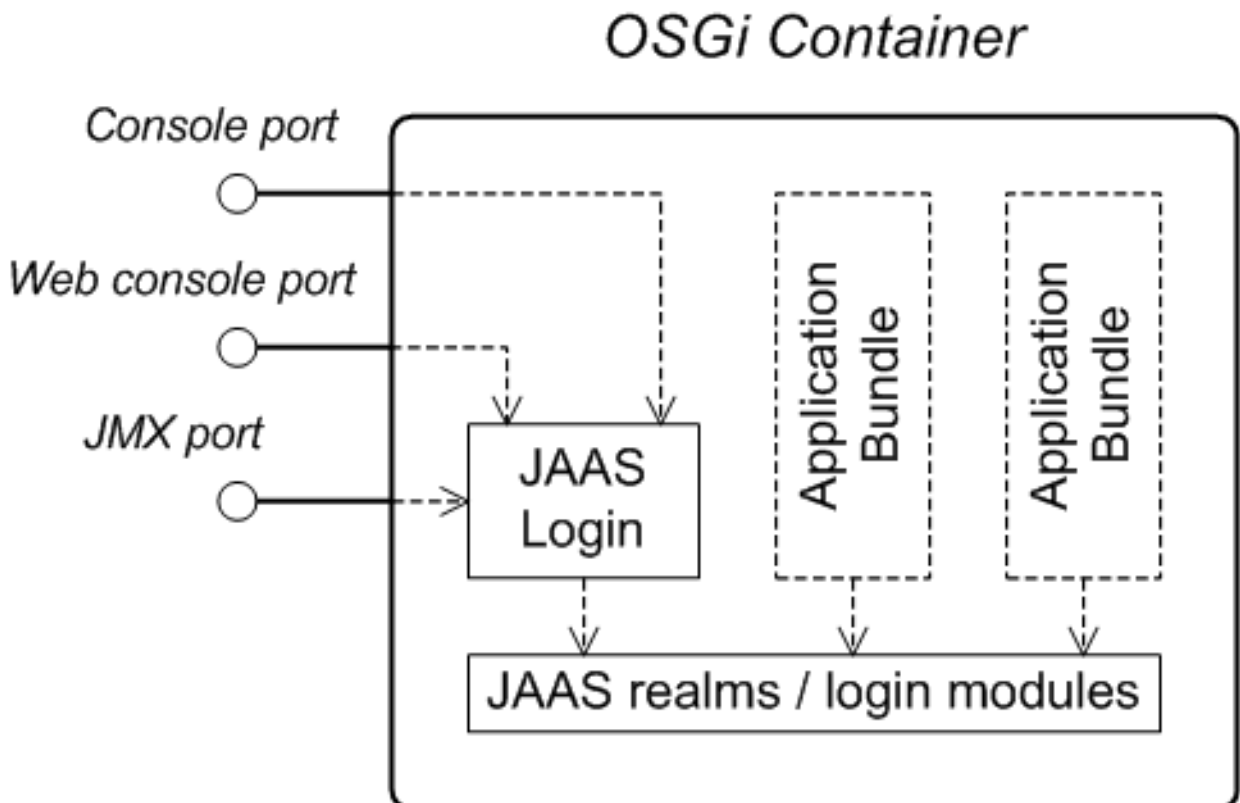 OSGi Container
Console port
Web console port
JMX port
JAAS
Login
Application
Bundle
Application
Bundle
JAAS realms / login modules